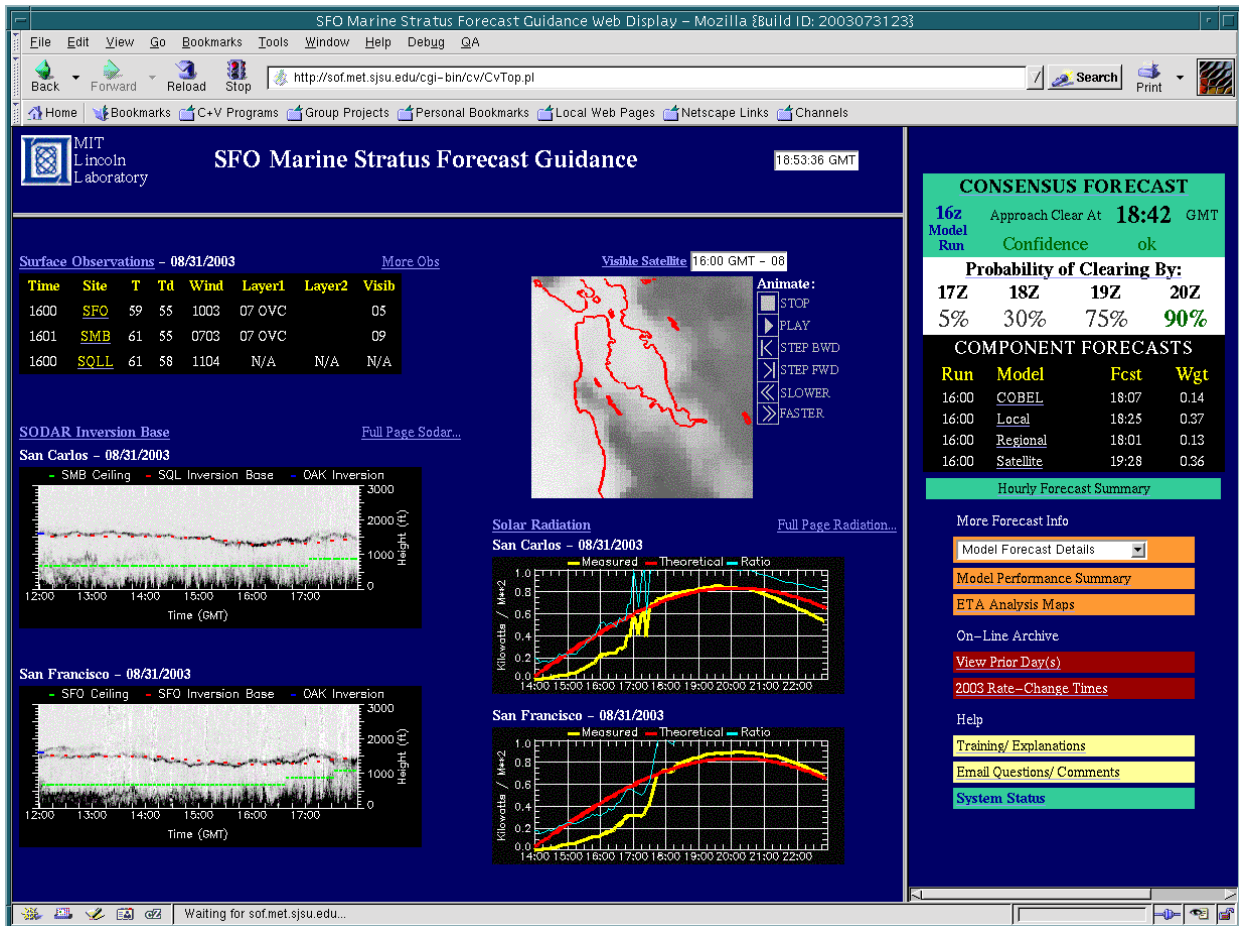 SFO Marine Stratus Forecast Guidance Web Display – Mozilla {Build ID: 2003073123}
File Edit View Go Bookmarks Tools Window Help Debug QA
Back Forward Reload Stop http://sof.met.sjsu.edu/cgi-bin/cv/CvTop.pl Search Print
Home Bookmarks C+V Programs Group Projects Personal Bookmarks Local Web Pages Netscape Links Channels
MIT
Lincoln
Laboratory
SFO Marine Stratus Forecast Guidance
18:53:36 GMT
Surface Observations – 08/31/2003 More Obs
Time Site T Td Wind Layer1 Layer2 Visib
1600 SFO 59 55 1003 07 OVC 05
1601 SMB 61 55 0703 07 OVC 09
1600 SQLL 61 58 1104 N/A N/A N/A
Visible Satellite 16:00 GMT – 08
Animate:
STOP
PLAY
STEP BWD
STEP FWD
SLOWER
FASTER
SODAR Inversion Base Full Page Sodar...
San Carlos – 08/31/2003
– SMB Ceiling – SQL Inversion Base – OAK Inversion
3000
2000
1000
0
Height (ft)
12:00 13:00 14:00 15:00 16:00 17:00
Time (GMT)
San Francisco – 08/31/2003
– SFO Ceiling – SFO Inversion Base – OAK Inversion
3000
2000
1000
0
Height (ft)
12:00 13:00 14:00 15:00 16:00 17:00
Time (GMT)
Solar Radiation Full Page Radiation...
San Carlos – 08/31/2003
Measured Theoretical Ratio
1.0
0.8
0.6
0.4
0.2
0.0
Kilowatts / M**2
14:00 15:00 16:00 17:00 18:00 19:00 20:00 21:00 22:00
San Francisco – 08/31/2003
Measured Theoretical Ratio
1.0
0.8
0.6
0.4
0.2
0.0
Kilowatts / M**2
14:00 15:00 16:00 17:00 18:00 19:00 20:00 21:00 22:00
CONSENSUS FORECAST
16z Model Run
Approach Clear At 18:42 GMT
Confidence ok
Probability of Clearing By:
17Z 18Z 19Z 20Z
5% 30% 75% 90%
COMPONENT FORECASTS
Run Model Fcst Wgt
16:00 COBEL 18:07 0.14
16:00 Local 18:25 0.37
16:00 Regional 18:01 0.13
16:00 Satellite 19:28 0.36
Hourly Forecast Summary
More Forecast Info
Model Forecast Details
Model Performance Summary
ETA Analysis Maps
On-Line Archive
View Prior Day(s)
2003 Rate-Change Times
Help
Training/ Explanations
Email Questions/ Comments
System Status
Waiting for sof.met.sjsu.edu...